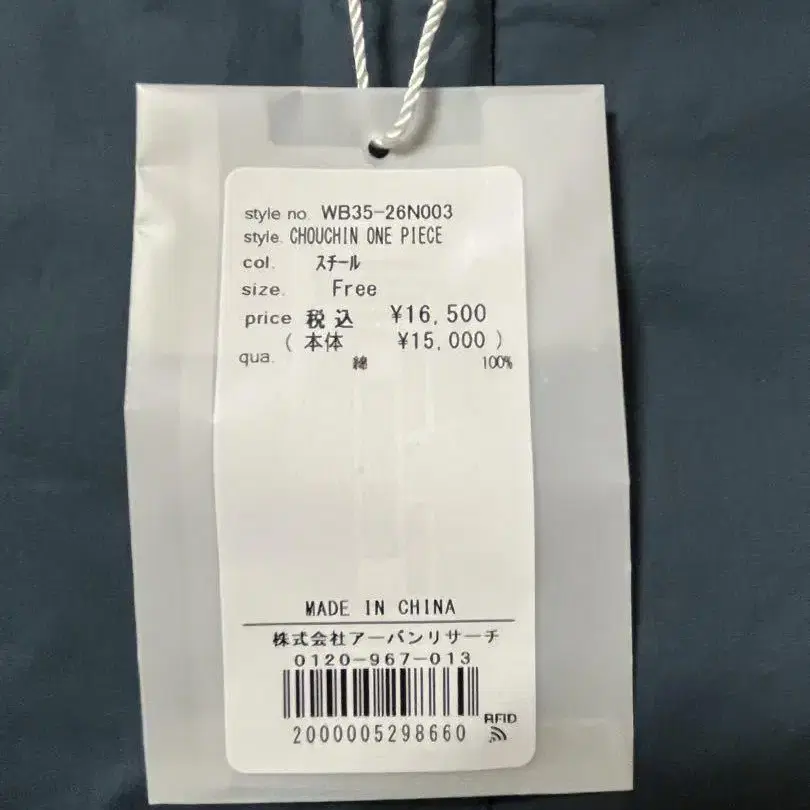 style no. WB35-26N003
style. CHOUCHIN ONE PIECE
col. ｽﾁｰﾙ
size. Free
price 税込 ¥16,500
( 本体 ¥15,000 )
qua. 綿 100%
MADE IN CHINA
株式会社アーバンリサーチ
0120-967-013
RFID
2000005298660